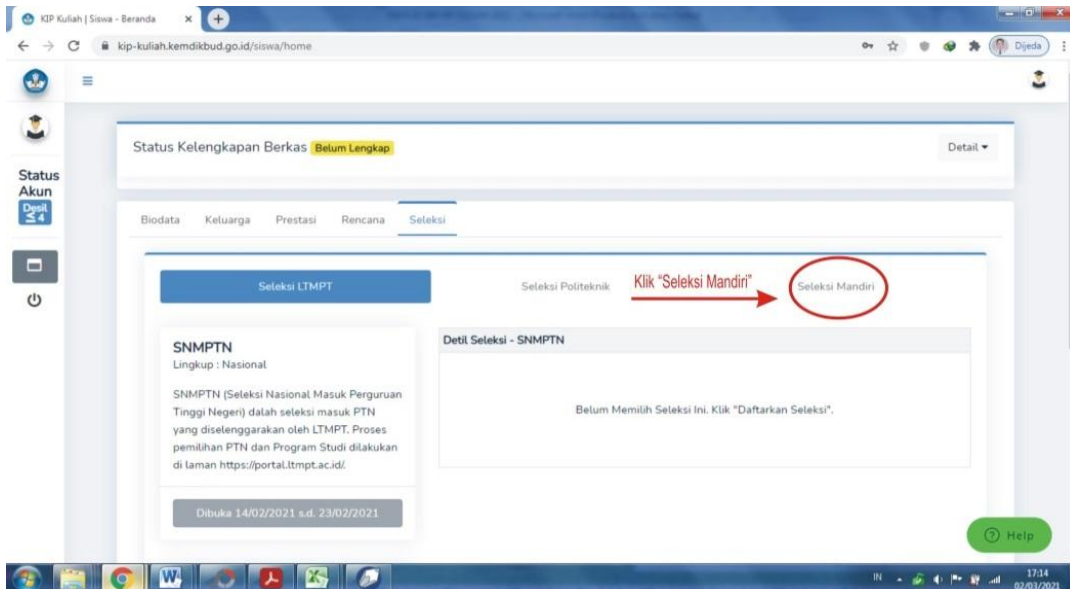 KIP Kuliah | Siswa - Beranda
kip-kuliah.kemdikbud.go.id/siswa/home
Dijeda
Status Kelengkapan Berkas Belum Lengkap
Detail
Status
Akun
Desil
≤4
Biodata Keluarga Prestasi Rencana Seleksi
Seleksi LTMPT Seleksi Politeknik Klik “Seleksi Mandiri” Seleksi Mandiri
SNMPTN
Lingkup : Nasional
SNMPTN (Seleksi Nasional Masuk Perguruan
Tinggi Negeri) dalah seleksi masuk PTN
yang diselenggarakan oleh LTMPT. Proses
pemilihan PTN dan Program Studi dilakukan
di laman https://portal.ltmpt.ac.id/.
Dibuka 14/02/2021 s.d. 23/02/2021
Detil Seleksi - SNMPTN
Belum Memilih Seleksi Ini. Klik "Daftarkan Seleksi".
Help
IN
17:14
02/03/2021